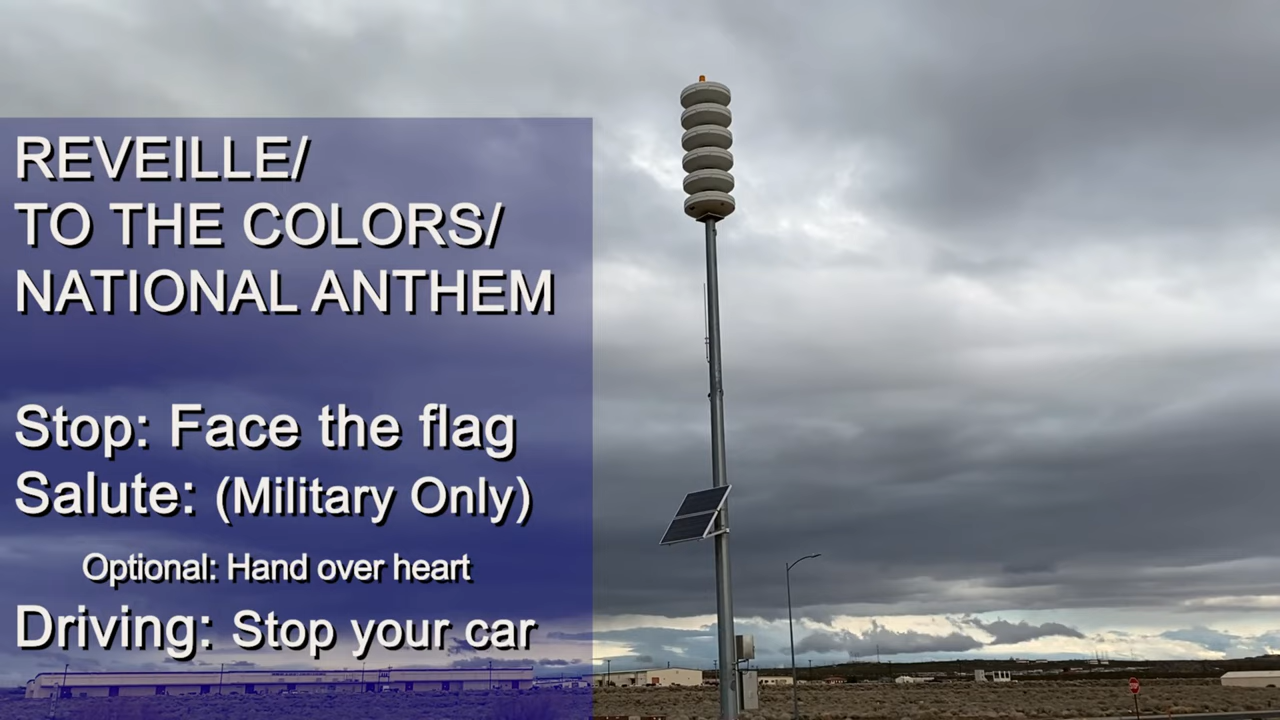 REVEILLE/
TO THE COLORS/
NATIONAL ANTHEM
Stop: Face the flag
Salute: (Military Only)
Optional: Hand over heart
Driving: Stop your car